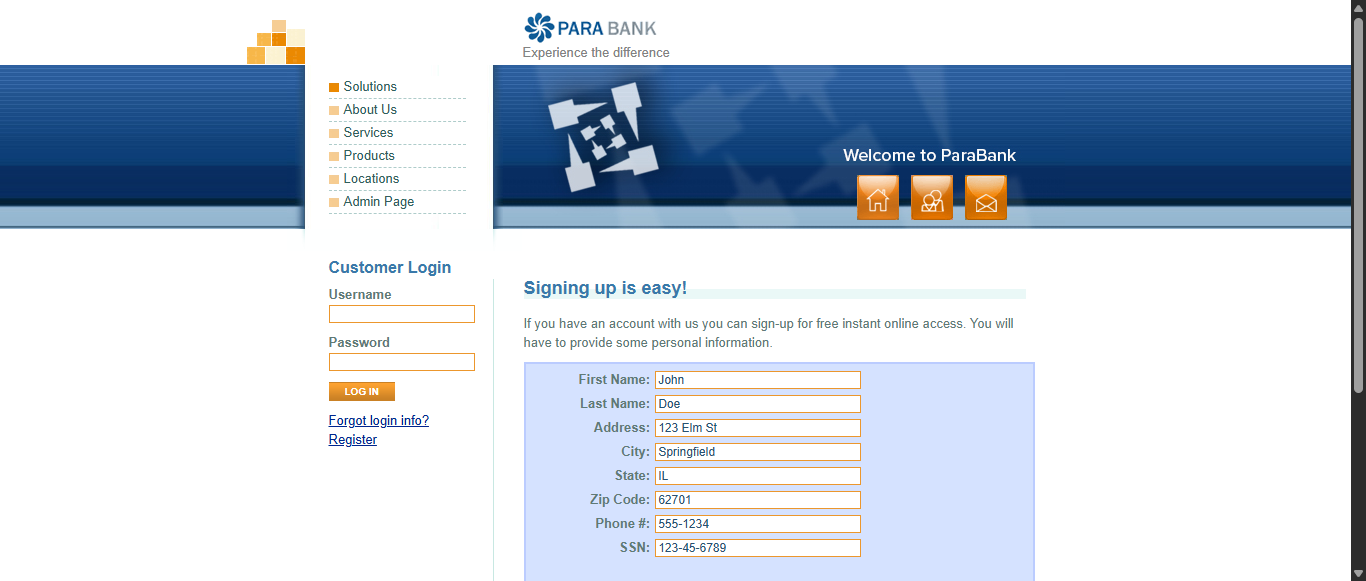 PARA BANK
Experience the difference
Solutions
About Us
Services
Products
Locations
Admin Page
Welcome to ParaBank
Customer Login
Username
Password
LOG IN
Forgot login info?
Register
Signing up is easy!
If you have an account with us you can sign-up for free instant online access. You will
have to provide some personal information.
First Name: John
Last Name: Doe
Address: 123 Elm St
City: Springfield
State: IL
Zip Code: 62701
Phone #: 555-1234
SSN: 123-45-6789